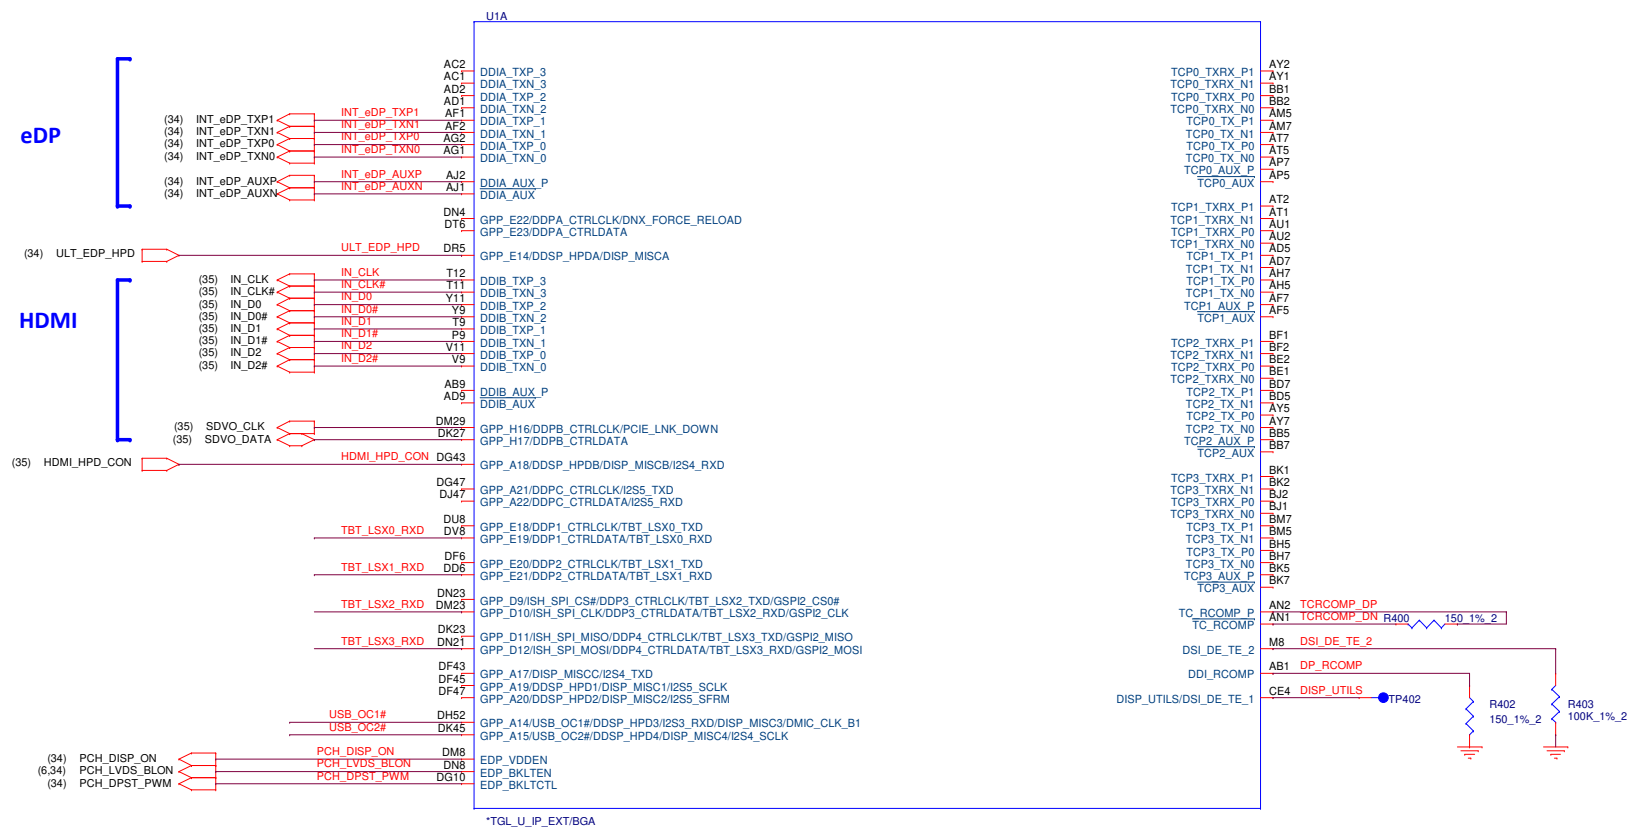 U1A
eDP
(34) INT_eDP_TXP1 INT_eDP_TXP1
(34) INT_eDP_TXN1 INT_eDP_TXN1
(34) INT_eDP_TXP0 INT_eDP_TXP0
(34) INT_eDP_TXN0 INT_eDP_TXN0
(34) INT_eDP_AUXP INT_eDP_AUXP
(34) INT_eDP_AUXN INT_eDP_AUXN
(34) ULT_EDP_HPD ULT_EDP_HPD
HDMI
(35) IN_CLK IN_CLK
(35) IN_CLK# IN_CLK#
(35) IN_D0 IN_D0
(35) IN_D0# IN_D0#
(35) IN_D1 IN_D1
(35) IN_D1# IN_D1#
(35) IN_D2 IN_D2
(35) IN_D2# IN_D2#
(35) SDVO_CLK
(35) SDVO_DATA
(35) HDMI_HPD_CON HDMI_HPD_CON
TBT_LSX0_RXD
TBT_LSX1_RXD
TBT_LSX2_RXD
TBT_LSX3_RXD
USB_OC1#
USB_OC2#
(34) PCH_DISP_ON PCH_DISP_ON
(6,34) PCH_LVDS_BLON PCH_LVDS_BLON
(34) PCH_DPST_PWM PCH_DPST_PWM
AC2 DDIA_TXP_3
AC1 DDIA_TXN_3
AD2 DDIA_TXP_2
AD1 DDIA_TXN_2
AF1 DDIA_TXP_1
AF2 DDIA_TXN_1
AG2 DDIA_TXP_0
AG1 DDIA_TXN_0
AJ2 DDIA_AUX_P
AJ1 DDIA_AUX
DN4 GPP_E22/DDPA_CTRLCLK/DNX_FORCE_RELOAD
DT6 GPP_E23/DDPA_CTRLDATA
DR5 GPP_E14/DDSP_HPDA/DISP_MISCA
T12 DDIB_TXP_3
T11 DDIB_TXN_3
Y11 DDIB_TXP_2
Y9 DDIB_TXN_2
T9 DDIB_TXP_1
P9 DDIB_TXN_1
V11 DDIB_TXP_0
V9 DDIB_TXN_0
AB9 DDIB_AUX_P
AD9 DDIB_AUX
DM29 GPP_H16/DDPB_CTRLCLK/PCIE_LNK_DOWN
DK27 GPP_H17/DDPB_CTRLDATA
DG43 GPP_A18/DDSP_HPDB/DISP_MISCB/I2S4_RXD
DG47 GPP_A21/DDPC_CTRLCLK/I2S5_TXD
DJ47 GPP_A22/DDPC_CTRLDATA/I2S5_RXD
DU8 GPP_E18/DDP1_CTRLCLK/TBT_LSX0_TXD
DV8 GPP_E19/DDP1_CTRLDATA/TBT_LSX0_RXD
DF6 GPP_E20/DDP2_CTRLCLK/TBT_LSX1_TXD
DD6 GPP_E21/DDP2_CTRLDATA/TBT_LSX1_RXD
DN23 GPP_D9/ISH_SPI_CS#/DDP3_CTRLCLK/TBT_LSX2_TXD/GSPI2_CS0#
DM23 GPP_D10/ISH_SPI_CLK/DDP3_CTRLDATA/TBT_LSX2_RXD/GSPI2_CLK
DK23 GPP_D11/ISH_SPI_MISO/DDP4_CTRLCLK/TBT_LSX3_TXD/GSPI2_MISO
DN21 GPP_D12/ISH_SPI_MOSI/DDP4_CTRLDATA/TBT_LSX3_RXD/GSPI2_MOSI
DF43 GPP_A17/DISP_MISCC/I2S4_TXD
DF45 GPP_A19/DDSP_HPD1/DISP_MISC1/I2S5_SCLK
DF47 GPP_A20/DDSP_HPD2/DISP_MISC2/I2S5_SFRM
DH52 GPP_A14/USB_OC1#/DDSP_HPD3/I2S3_RXD/DISP_MISC3/DMIC_CLK_B1
DK45 GPP_A15/USB_OC2#/DDSP_HPD4/DISP_MISC4/I2S4_SCLK
DM8 EDP_VDDEN
DN8 EDP_BKLTEN
DG10 EDP_BKLTCTL
TCP0_TXRX_P1 AY2
TCP0_TXRX_N1 AY1
TCP0_TXRX_P0 BB1
TCP0_TXRX_N0 BB2
TCP0_TX_P1 AM5
TCP0_TX_N1 AM7
TCP0_TX_P0 AT7
TCP0_TX_N0 AT5
TCP0_AUX_P AP7
TCP0_AUX AP5
TCP1_TXRX_P1 AT2
TCP1_TXRX_N1 AT1
TCP1_TXRX_P0 AU1
TCP1_TXRX_N0 AU2
TCP1_TX_P1 AD5
TCP1_TX_N1 AD7
TCP1_TX_P0 AH7
TCP1_TX_N0 AH5
TCP1_AUX_P AF7
TCP1_AUX AF5
TCP2_TXRX_P1 BF1
TCP2_TXRX_N1 BF2
TCP2_TXRX_P0 BE2
TCP2_TXRX_N0 BE1
TCP2_TX_P1 BD7
TCP2_TX_N1 BD5
TCP2_TX_P0 AY5
TCP2_TX_N0 AY7
TCP2_AUX_P BB5
TCP2_AUX BB7
TCP3_TXRX_P1 BK1
TCP3_TXRX_N1 BK2
TCP3_TXRX_P0 BJ2
TCP3_TXRX_N0 BJ1
TCP3_TX_P1 BM7
TCP3_TX_N1 BM5
TCP3_TX_P0 BH5
TCP3_TX_N0 BH7
TCP3_AUX_P BK5
TCP3_AUX BK7
TC_RCOMP_P AN2 TCRCOMP_DP
TC_RCOMP AN1 TCRCOMP_DN R400 150_1%_2
DSI_DE_TE_2 M8 DSI_DE_TE_2
DDI_RCOMP AB1 DP_RCOMP
DISP_UTILS/DSI_DE_TE_1 CE4 DISP_UTILS TP402
R402
150_1%_2
R403
100K_1%_2
*TGL_U_IP_EXT/BGA